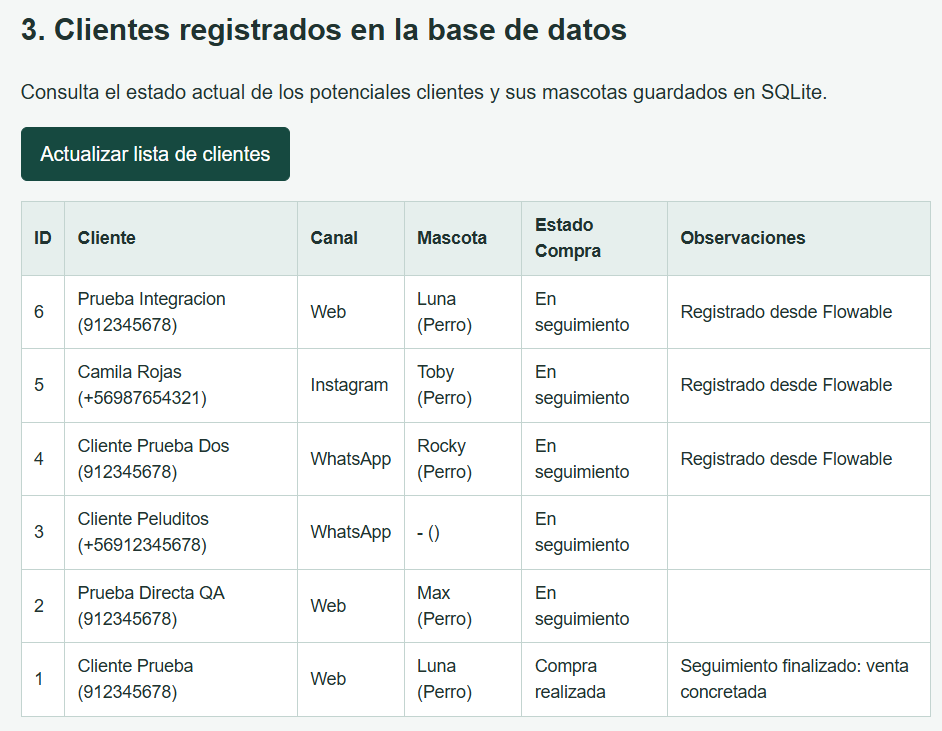 3. Clientes registrados en la base de datos
Consulta el estado actual de los potenciales clientes y sus mascotas guardados en SQLite.
Actualizar lista de clientes
ID Cliente Canal Mascota Estado Compra Observaciones
6 Prueba Integracion (912345678) Web Luna (Perro) En seguimiento Registrado desde Flowable
5 Camila Rojas (+56987654321) Instagram Toby (Perro) En seguimiento Registrado desde Flowable
4 Cliente Prueba Dos (912345678) WhatsApp Rocky (Perro) En seguimiento Registrado desde Flowable
3 Cliente Peluditos (+56912345678) WhatsApp - () En seguimiento
2 Prueba Directa QA (912345678) Web Max (Perro) En seguimiento
1 Cliente Prueba (912345678) Web Luna (Perro) Compra realizada Seguimiento finalizado: venta concretada